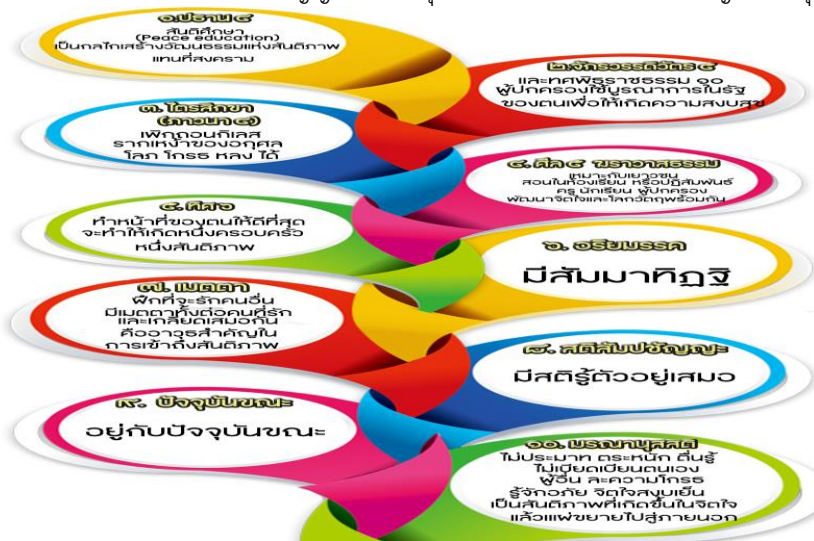 ๑.ปธาน ๔
สันติศึกษา
(Peace education)
เป็นกลไกเสร้างวัฒนธรรมแห่งสันติภาพ
แทนที่สงคราม
๒.จักรวรรดิวัตร ๕
และทศพิธราชธรรม ๑๐
ผู้ปกครองใช้บูรณาการในรัฐ
ของตนเพื่อให้เกิดความสงบสุข
๓. ไตรสิกขา
(ภาวนา ๔)
เพิกถอนกิเลส
รากเหง้าของอกุศล
โลภ โกรธ หลง ได้
๔. ศีล ๕ ฆราวาสธรรม
เหมาะกับเยาวชน
สอนในห้องเรียน หรือปฏิสัมพันธ์
ครู นักเรียน ผู้ปกครอง
พัฒนาจิตใจและโลกวัตถุพร้อมกัน
๕. ทิศ๖
ทำหน้าที่ของตนให้ดีที่สุด
จะทำให้เกิดหนึ่งครอบครัว
หนึ่งสันติภาพ
๖. อริยมรรค
มีสัมมาทิฏฐิ
๗. เมตตา
ฝึกที่จะรักคนอื่น
มีเมตตาทั้งต่อคนที่รัก
และเกลียดเสมอกัน
คืออาวุธสำคัญใน
การเข้าถึงสันติภาพ
๘. สติสัมปชัญญะ
มีสติรู้ตัวอยู่เสมอ
๙. ปัจจุบันขณะ
อยู่กับปัจจุบันขณะ
๑๐. มรณานุสสติ
ไม่ประมาท ตระหนัก ตื่นรู้
ไม่เบียดเบียนตนเอง
ผู้อื่น ละความโกรธ
รู้จักอภัย จิตใจสงบเย็น
เป็นสันติภาพที่เกิดขึ้นในจิตใจ
แล้วแผ่ขยายไปสู่ภายนอก